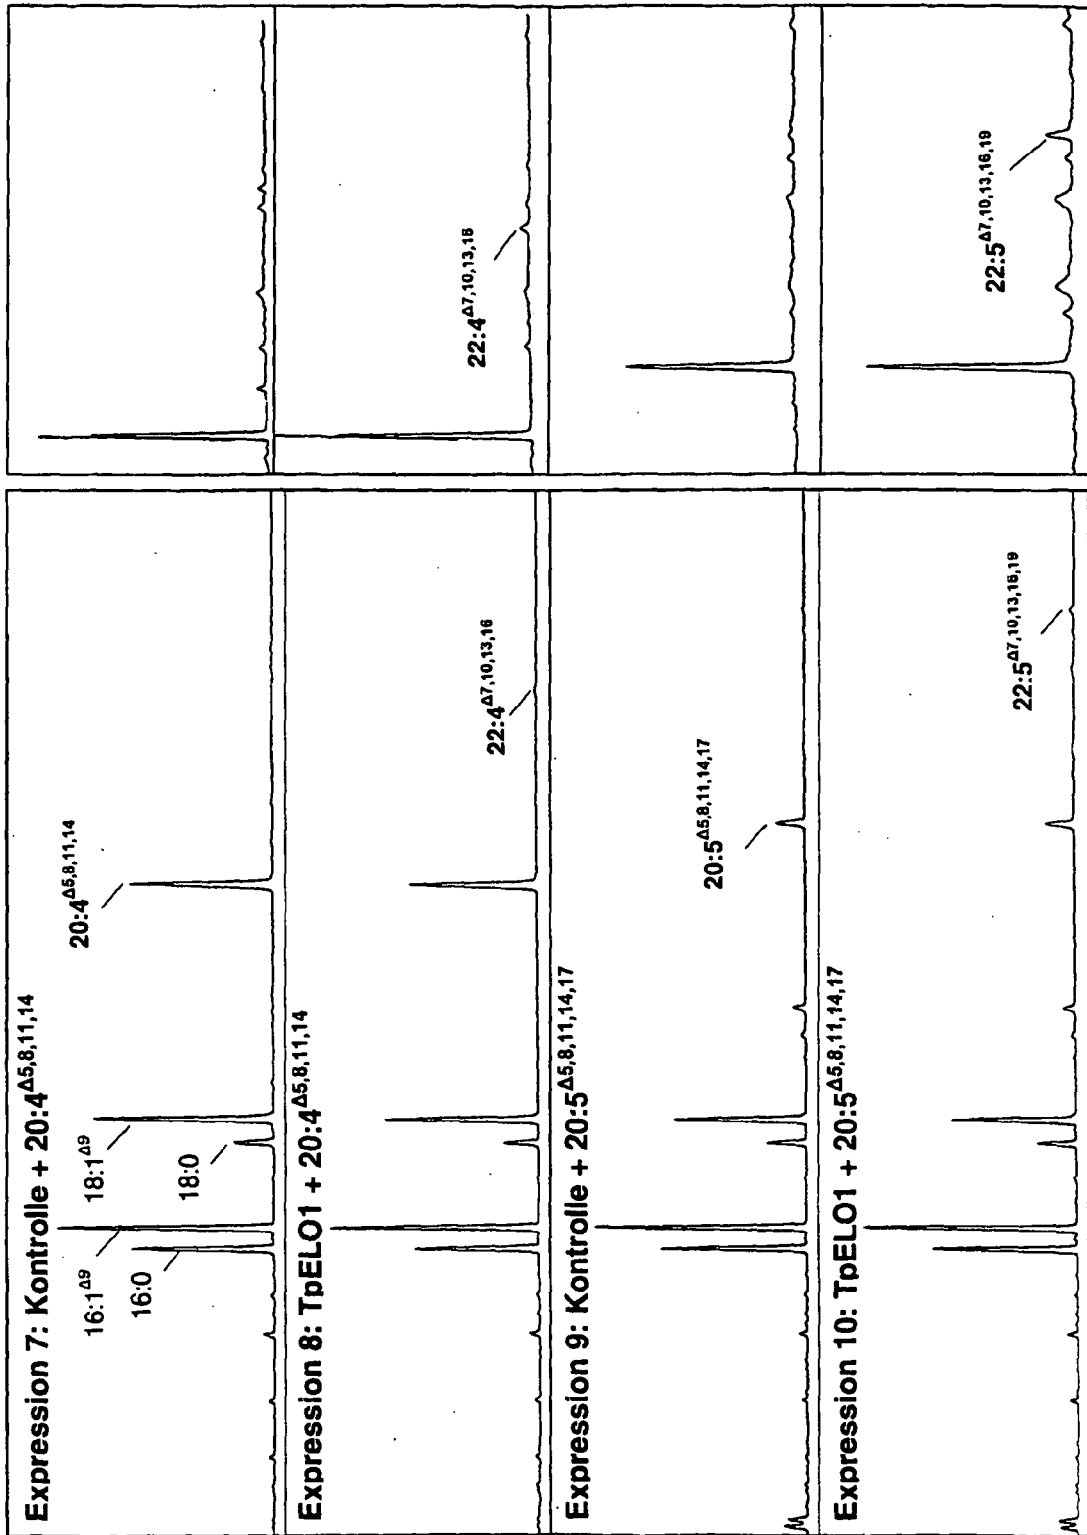 Expression 7: Kontrolle + 20:4Δ5,8,11,14
16:1Δ9
16:0
18:1Δ9
18:0
20:4Δ5,8,11,14
Expression 8: TpELO1 + 20:4Δ5,8,11,14
22:4Δ7,10,13,16
22:4Δ7,10,13,16
Expression 9: Kontrolle + 20:5Δ5,8,11,14,17
20:5Δ5,8,11,14,17
Expression 10: TpELO1 + 20:5Δ5,8,11,14,17
22:5Δ7,10,13,16,19
22:5Δ7,10,13,16,19